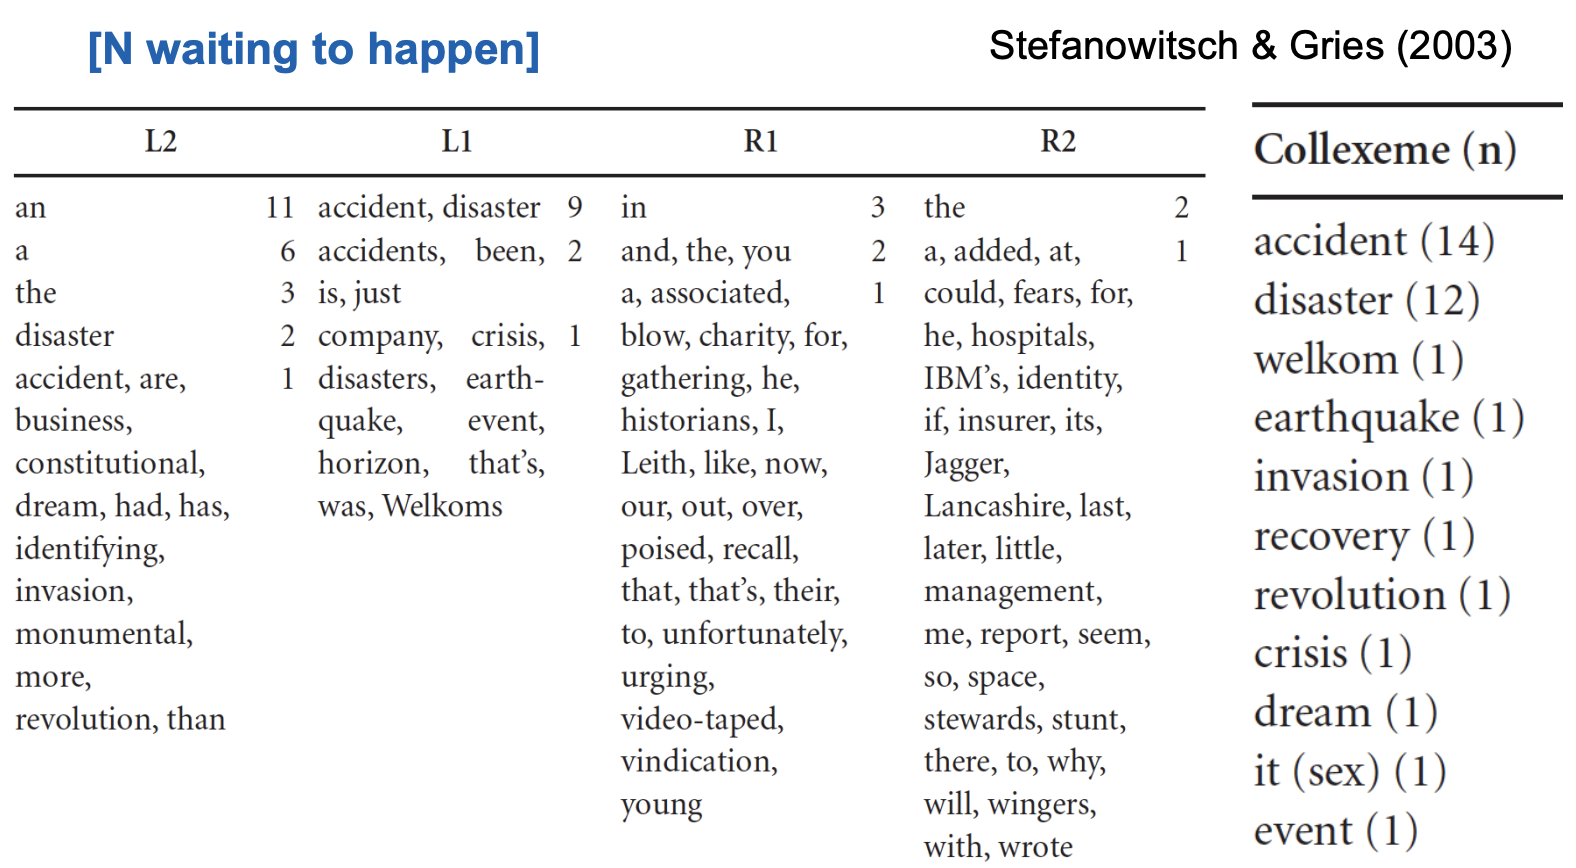 [N waiting to happen]
Stefanowitsch & Gries (2003)
L2 L1 R1 R2
an 11 accident, disaster 9 in 3 the 2
a 6 accidents, been, 2 and, the, you 2 a, added, at, 1
the 3 is, just a, associated, 1 could, fears, for,
disaster 2 company, crisis, 1 blow, charity, for, he, hospitals,
accident, are, 1 disasters, earth- gathering, he, IBM’s, identity,
business, quake, event, historians, I, if, insurer, its,
constitutional, horizon, that’s, Leith, like, now, Jagger,
dream, had, has, was, Welkoms our, out, over, Lancashire, last,
identifying, poised, recall, later, little,
invasion, that, that’s, their, management,
monumental, to, unfortunately, me, report, seem,
more, urging, so, space,
revolution, than video-taped, stewards, stunt,
vindication, there, to, why,
young will, wingers,
with, wrote
Collexeme (n)
accident (14)
disaster (12)
welkom (1)
earthquake (1)
invasion (1)
recovery (1)
revolution (1)
crisis (1)
dream (1)
it (sex) (1)
event (1)